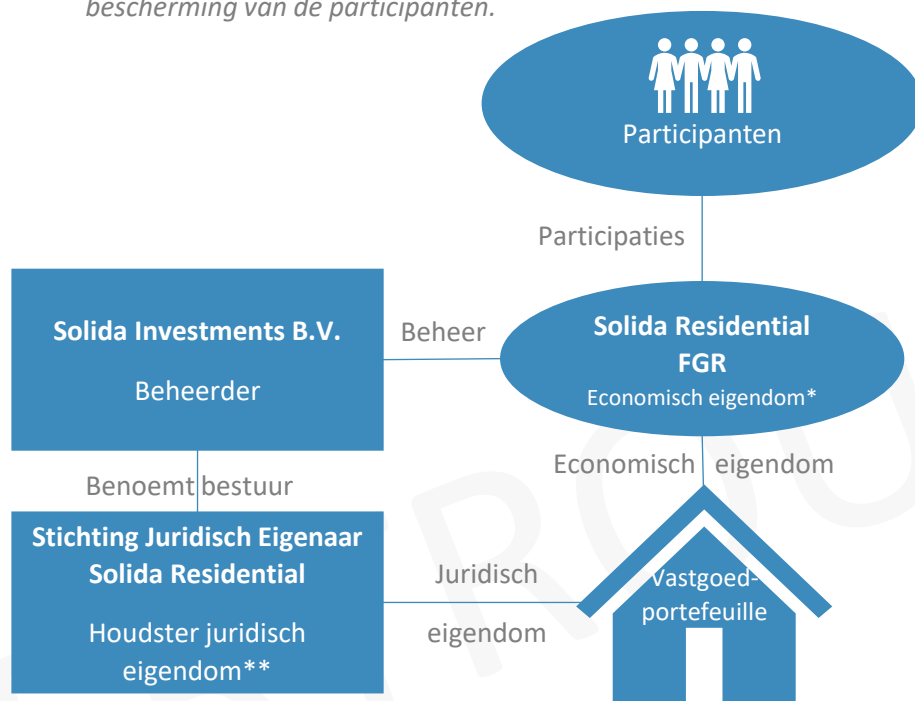 bescherming van de participanten.
Participanten
Participaties
Solida Investments B.V.
Beheerder
Beheer
Solida Residential
FGR
Economisch eigendom*
Benoemt bestuur
Economisch eigendom
Stichting Juridisch Eigenaar
Solida Residential
Houdster juridisch
eigendom**
Juridisch
eigendom
Vastgoed-
portefeuille